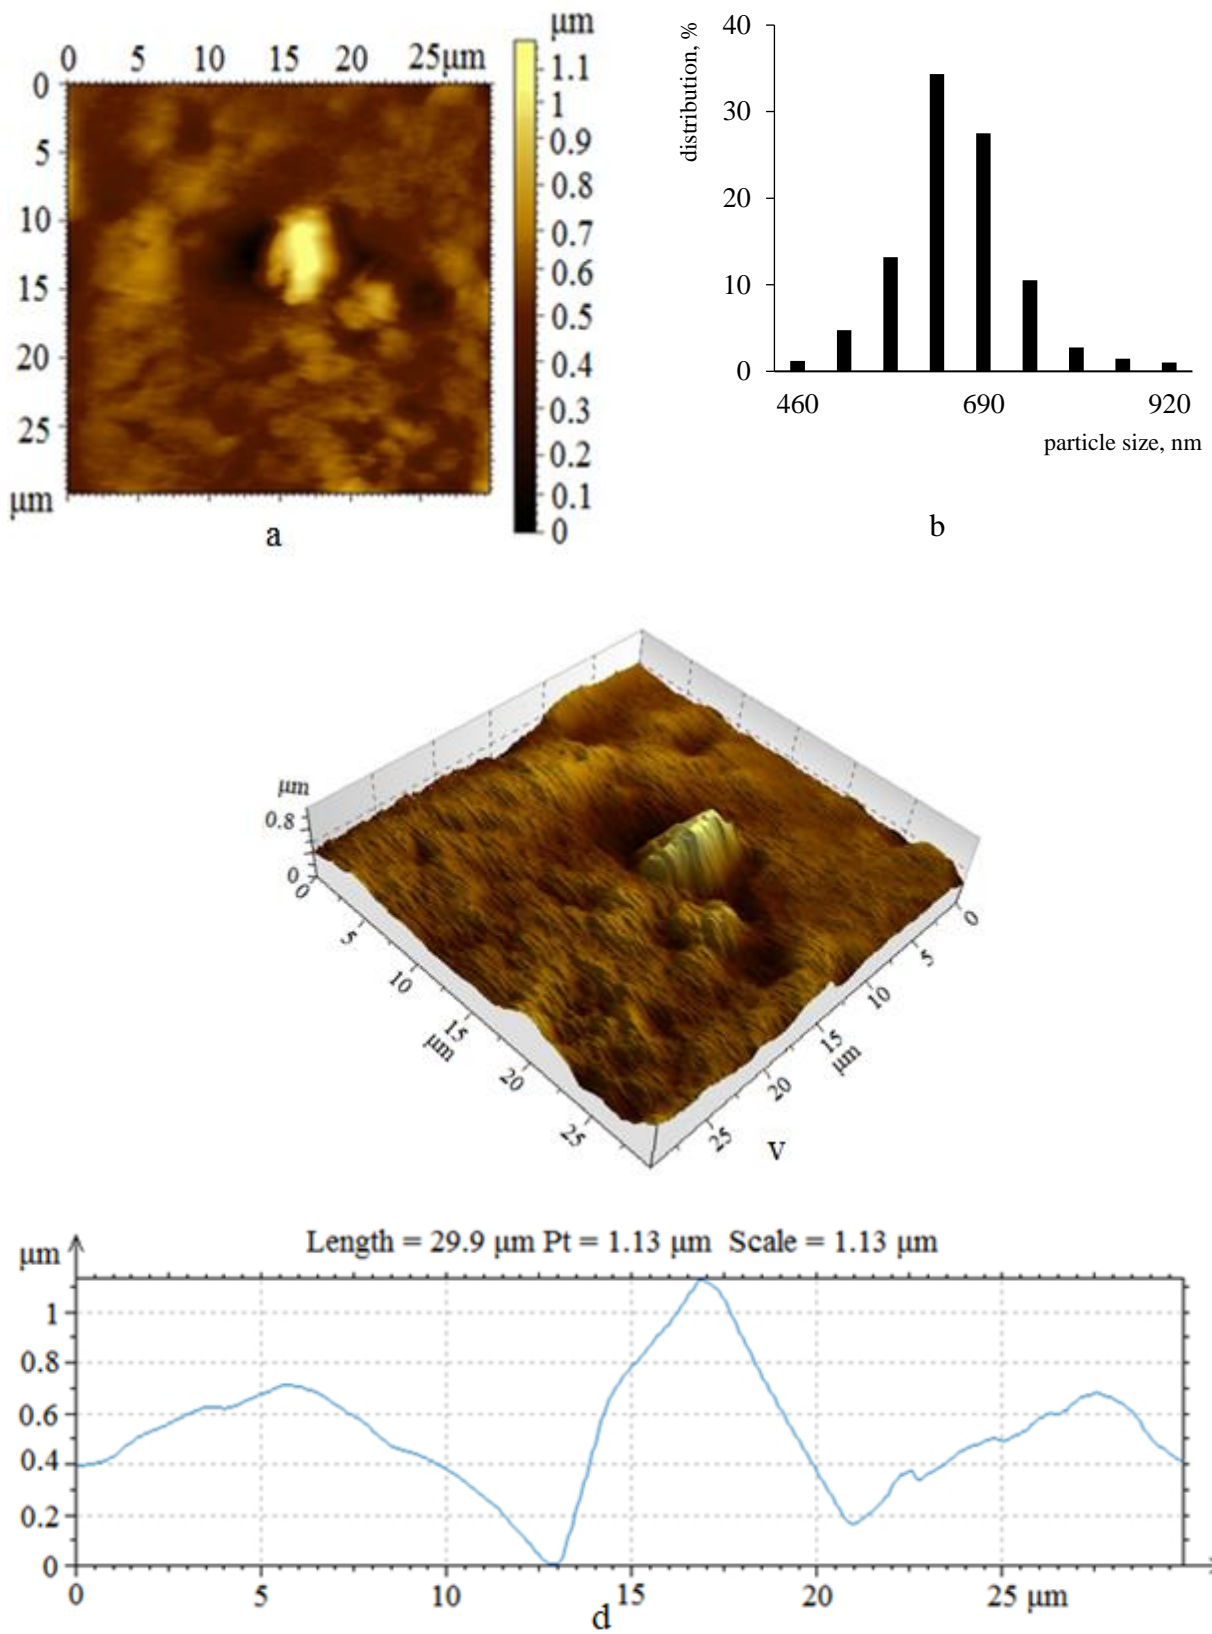 μm
0 5 10 15 20 25μm
0
5
10
15
20
25
μm
1.1
1
0.9
0.8
0.7
0.6
0.5
0.4
0.3
0.2
0.1
0
a
distribution, %
40
30
20
10
0
460 690 920
particle size, nm
b
μm
0.8
0
0
5
10
15
μm
20
25
0
5
10
15
μm
20
25
v
Length = 29.9 μm Pt = 1.13 μm Scale = 1.13 μm
μm
1
0.8
0.6
0.4
0.2
0
0 5 10 15 20 25 μm
d